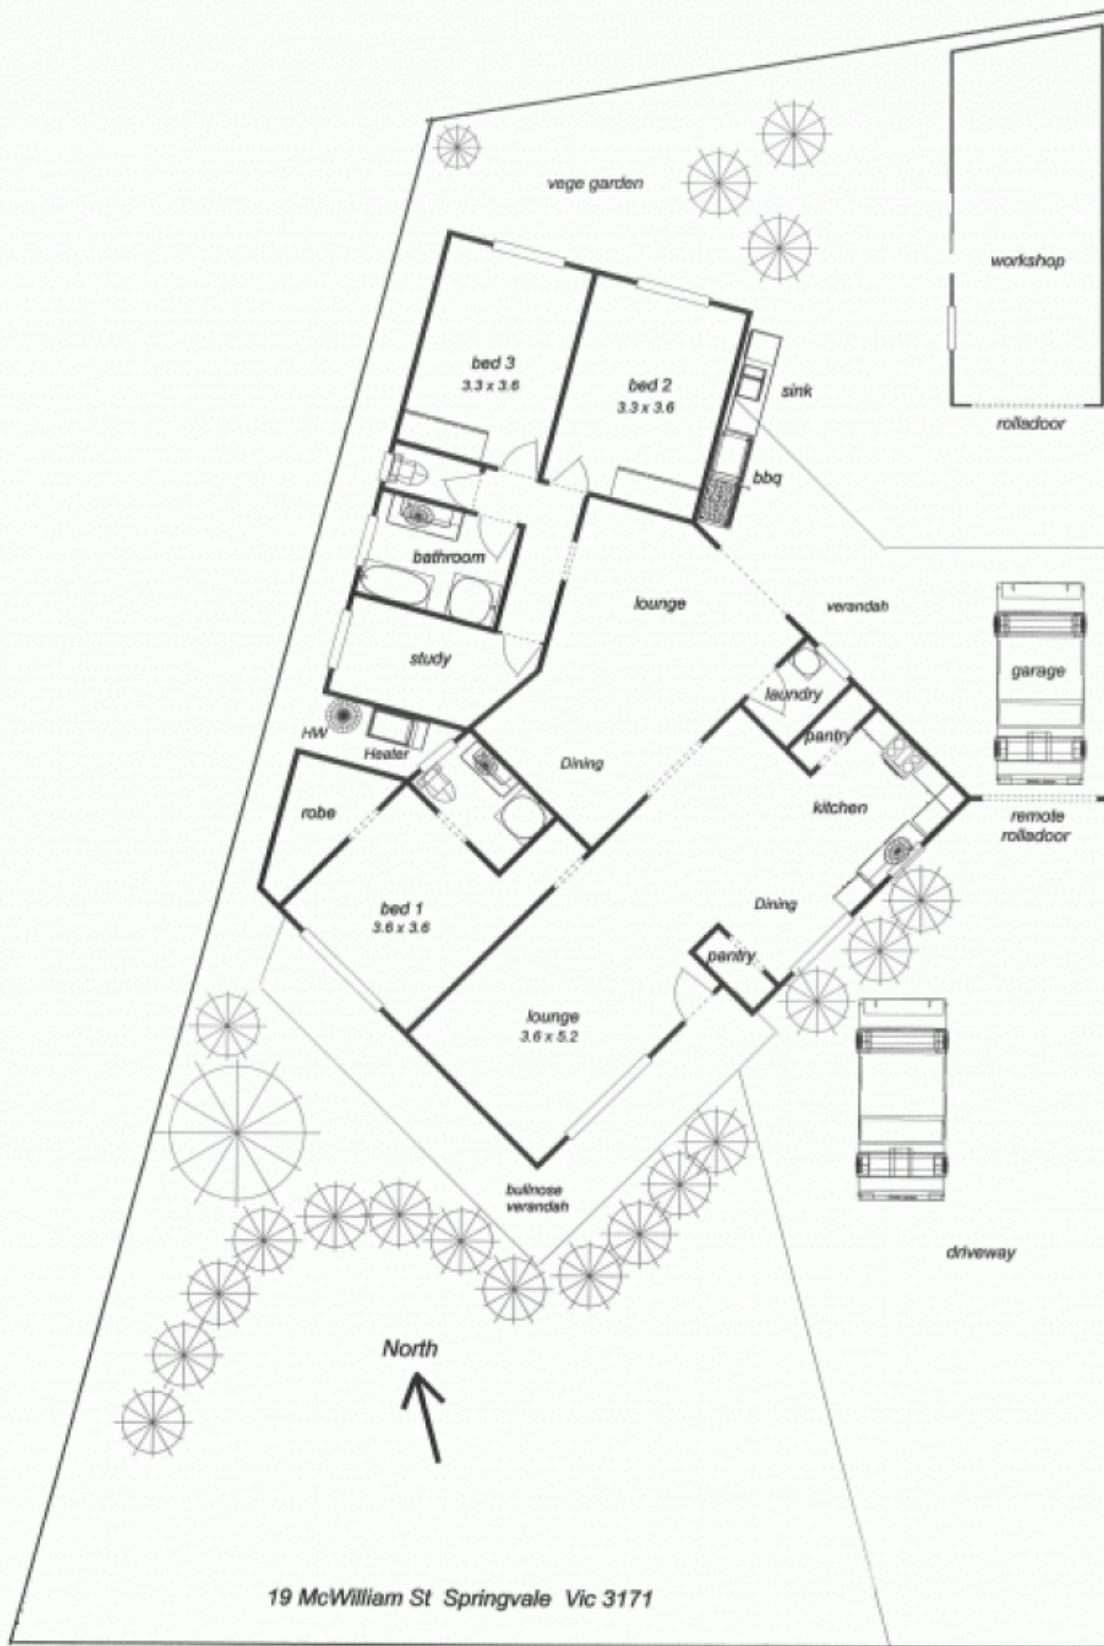 vege garden
workshop
bed 3
3.3 x 3.6
bed 2
3.3 x 3.6
sink
rolladoor
bbq
bathroom
lounge
verandah
study
garage
laundry
HW
Heater
Dining
pantry
robe
kitchen
remote
rolladoor
bed 1
3.6 x 3.6
Dining
pantry
lounge
3.6 x 5.2
bullnose
verandah
driveway
North
19 McWilliam St Springvale Vic 3171